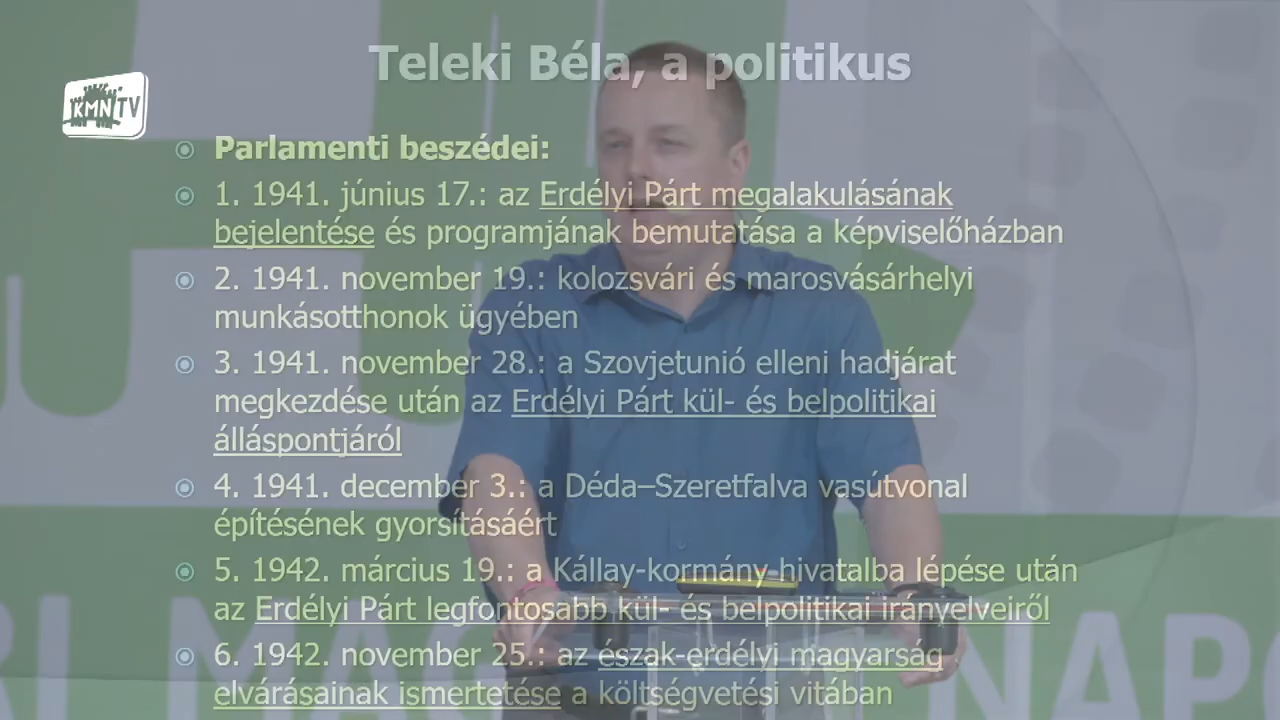 Teleki Béla, a politikus
KMN TV
Parlamenti beszédei:
1. 1941. június 17.: az Erdélyi Párt megalakulásának
bejelentése és programjának bemutatása a képviselőházban
2. 1941. november 19.: kolozsvári és marosvásárhelyi
munkásotthonok ügyében
3. 1941. november 28.: a Szovjetunió elleni hadjárat
megkezdése után az Erdélyi Párt kül- és belpolitikai
álláspontjáról
4. 1941. december 3.: a Déda–Szeretfalva vasútvonal
építésének gyorsításáért
5. 1942. március 19.: a Kállay-kormány hivatalba lépése után
az Erdélyi Párt legfontosabb kül- és belpolitikai irányelveiről
6. 1942. november 25.: az észak-erdélyi magyarság
elvárásainak ismertetése a költségvetési vitában